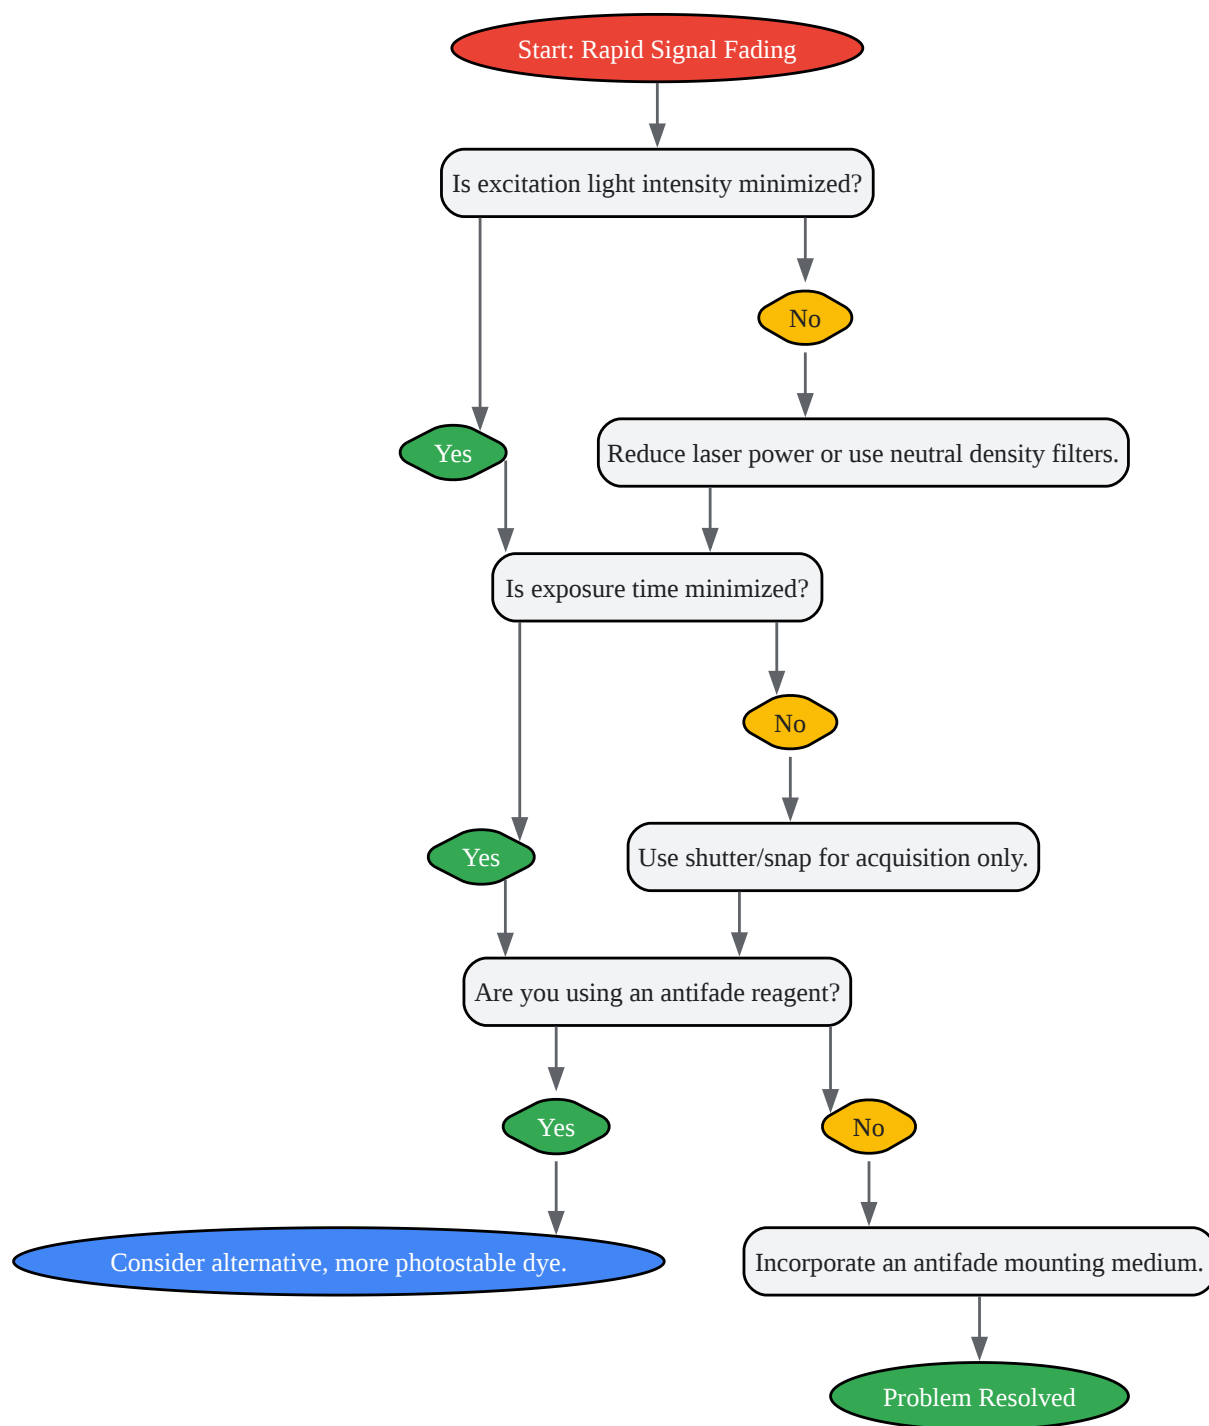 Start: Rapid Signal Fading
Is excitation light intensity minimized?
No
Yes
Reduce laser power or use neutral density filters.
Is exposure time minimized?
No
Yes
Use shutter/snap for acquisition only.
Are you using an antifade reagent?
Yes
No
Consider alternative, more photostable dye.
Incorporate an antifade mounting medium.
Problem Resolved